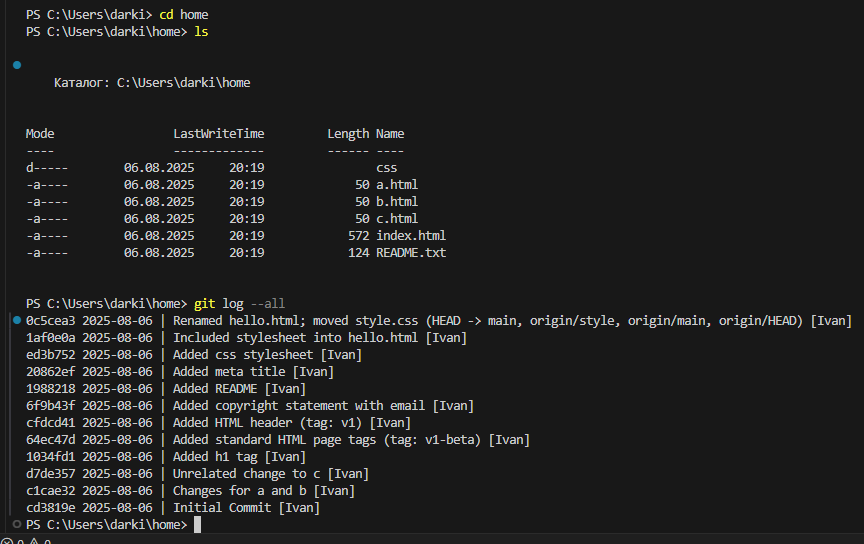 PS C:\Users\darki> cd home
PS C:\Users\darki\home> ls
Каталог: C:\Users\darki\home
Mode                 LastWriteTime         Length Name
----                 -------------         ------ ----
d-----        06.08.2025     20:19                css
-a----        06.08.2025     20:19             50 a.html
-a----        06.08.2025     20:19             50 b.html
-a----        06.08.2025     20:19             50 c.html
-a----        06.08.2025     20:19            572 index.html
-a----        06.08.2025     20:19            124 README.txt
PS C:\Users\darki\home> git log --all
0c5cea3 2025-08-06 | Renamed hello.html; moved style.css (HEAD -> main, origin/style, origin/main, origin/HEAD) [Ivan]
1af0e0a 2025-08-06 | Included stylesheet into hello.html [Ivan]
ed3b752 2025-08-06 | Added css stylesheet [Ivan]
20862ef 2025-08-06 | Added meta title [Ivan]
1988218 2025-08-06 | Added README [Ivan]
6f9b43f 2025-08-06 | Added copyright statement with email [Ivan]
cfdcd41 2025-08-06 | Added HTML header (tag: v1) [Ivan]
64ec47d 2025-08-06 | Added standard HTML page tags (tag: v1-beta) [Ivan]
1034fd1 2025-08-06 | Added h1 tag [Ivan]
d7de357 2025-08-06 | Unrelated change to c [Ivan]
c1cae32 2025-08-06 | Changes for a and b [Ivan]
cd3819e 2025-08-06 | Initial Commit [Ivan]
PS C:\Users\darki\home>